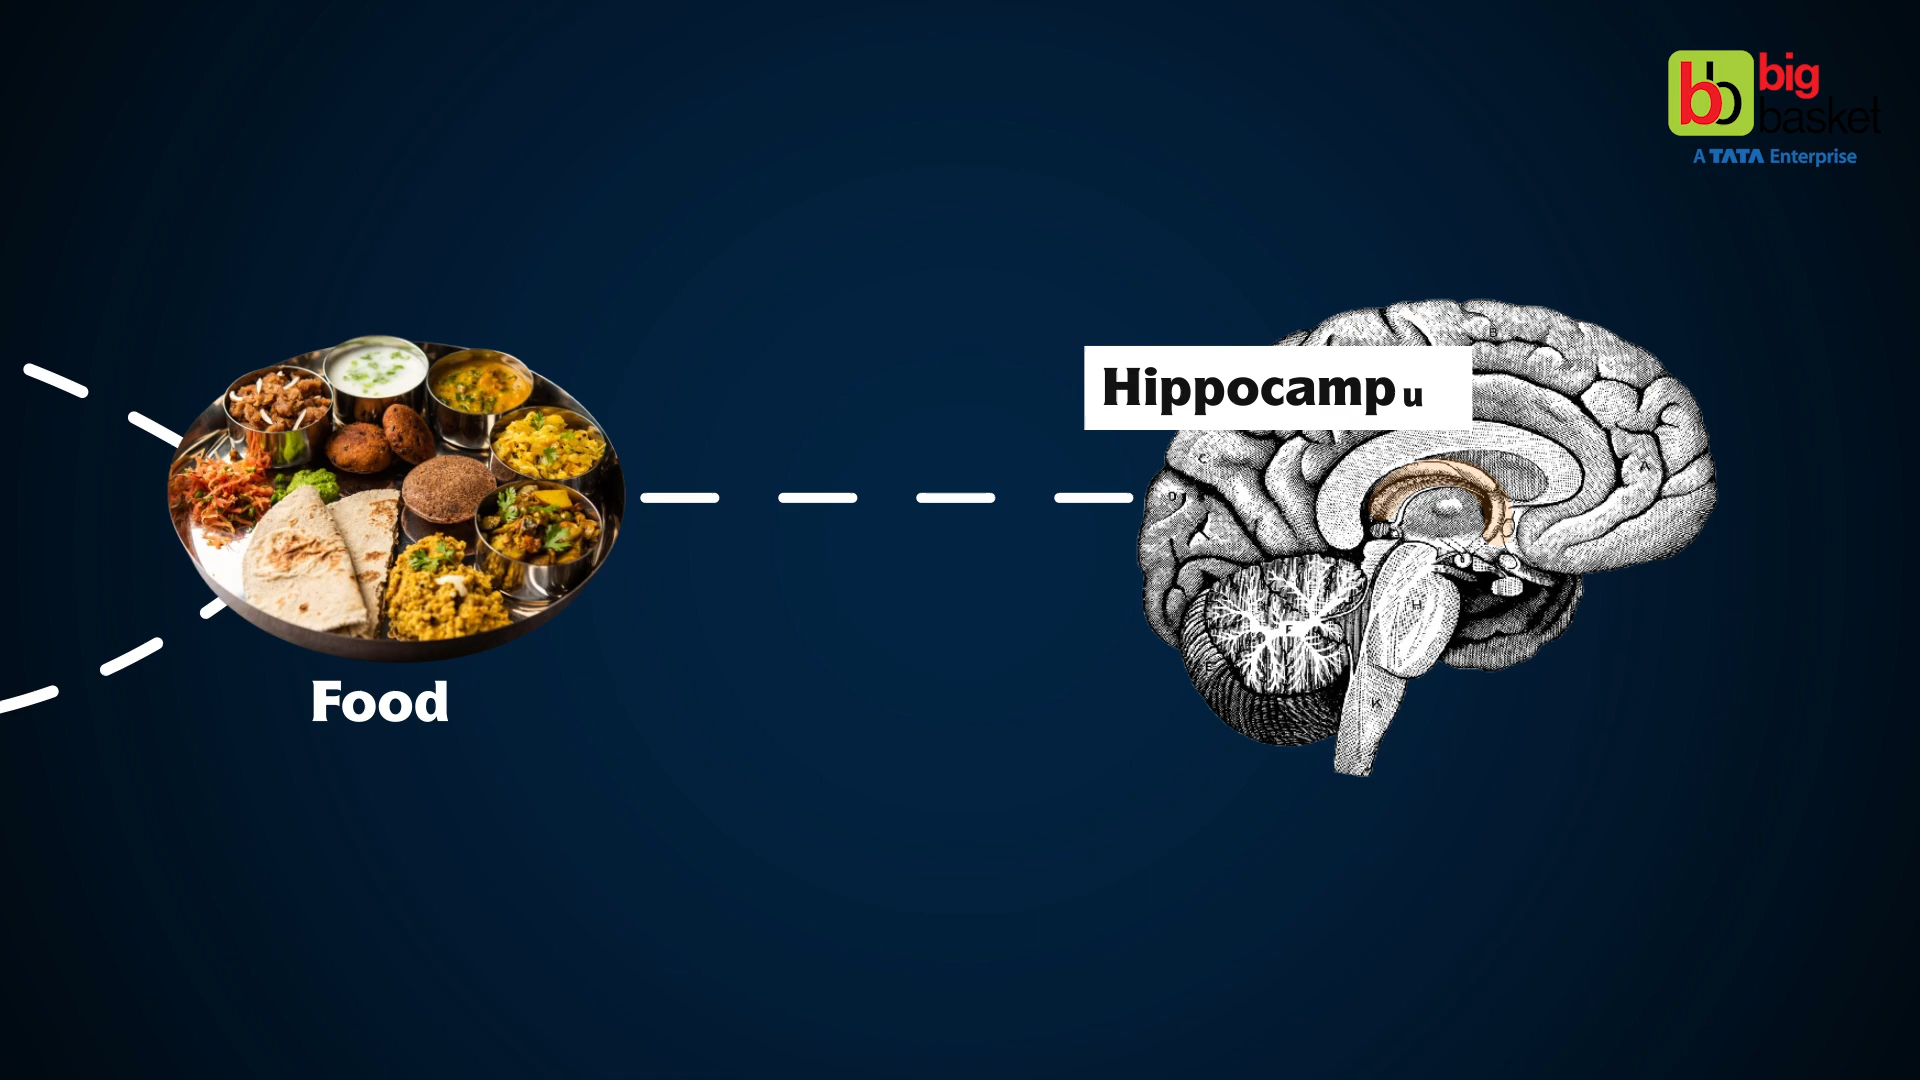 big
basket
A TATA Enterprise
Hippocampu
Food
B
C
D
A
H
F
E
K